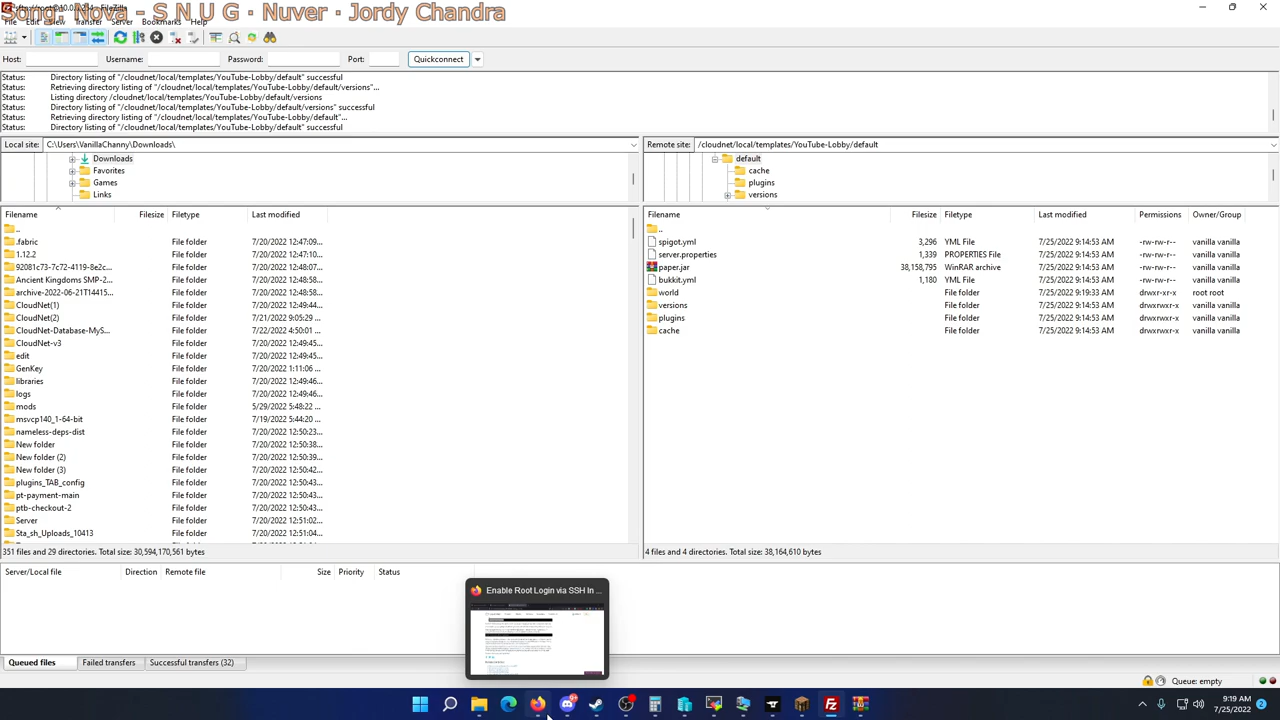 Song, Nova - S N U G · Nuver · Jordy Chandra
File Edit View Transfer Server Bookmarks Help
Host: Username: Password: Port: Quickconnect
Status: Directory listing of "/cloudnet/local/templates/YouTube-Lobby/default" successful
Status: Retrieving directory listing of "/cloudnet/local/templates/YouTube-Lobby/default/versions"...
Status: Listing directory /cloudnet/local/templates/YouTube-Lobby/default/versions
Status: Directory listing of "/cloudnet/local/templates/YouTube-Lobby/default/versions" successful
Status: Retrieving directory listing of "/cloudnet/local/templates/YouTube-Lobby/default"...
Status: Directory listing of "/cloudnet/local/templates/YouTube-Lobby/default" successful
Local site: C:\Users\VanillaChanny\Downloads\
Downloads
Favorites
Games
Links
Filename Filesize Filetype Last modified
..
.fabric File folder 7/20/2022 12:47:09...
1.12.2 File folder 7/20/2022 12:47:10...
92081c73-7c72-4119-8e2c... File folder 7/20/2022 12:48:07...
Ancient Kingdoms SMP-2... File folder 7/20/2022 12:48:58...
archive-2022-06-21T14415... File folder 7/20/2022 12:48:58...
CloudNet(1) File folder 7/20/2022 12:49:44...
CloudNet(2) File folder 7/21/2022 9:05:29 ...
CloudNet-Database-MyS... File folder 7/22/2022 4:50:01 ...
CloudNet-v3 File folder 7/20/2022 12:49:45...
edit File folder 7/20/2022 12:49:45...
GenKey File folder 7/20/2022 1:11:06 ...
libraries File folder 7/20/2022 12:49:46...
logs File folder 7/20/2022 12:49:46...
mods File folder 5/29/2022 5:48:22 ...
msvcp140_1-64-bit File folder 7/19/2022 5:44:20 ...
nameless-deps-dist File folder 7/20/2022 12:50:23...
New folder File folder 7/20/2022 12:50:38...
New folder (2) File folder 7/20/2022 12:50:39...
New folder (3) File folder 7/20/2022 12:50:42...
plugins_TAB_config File folder 7/20/2022 12:50:43...
pt-payment-main File folder 7/20/2022 12:50:43...
ptb-checkout-2 File folder 7/20/2022 12:50:43...
Server File folder 7/20/2022 12:51:02...
Sta_sh_Uploads_10413 File folder 7/20/2022 12:51:04...
351 files and 29 directories. Total size: 30,594,170,561 bytes
Remote site: /cloudnet/local/templates/YouTube-Lobby/default
default
cache
plugins
versions
Filename Filesize Filetype Last modified Permissions Owner/Group
..
spigot.yml 3,296 YML File 7/25/2022 9:14:53 AM -rw-rw-r-- vanilla vanilla
server.properties 1,339 PROPERTIES File 7/25/2022 9:14:53 AM -rw-rw-r-- vanilla vanilla
paper.jar 38,158,795 WinRAR archive 7/25/2022 9:14:53 AM -rw-rw-r-- vanilla vanilla
bukkit.yml 1,180 YML File 7/25/2022 9:14:53 AM -rw-rw-r-- vanilla vanilla
world File folder 7/25/2022 9:19:33 AM drwxr-xr-x root root
versions File folder 7/25/2022 9:14:53 AM drwxrwxr-x vanilla vanilla
plugins File folder 7/25/2022 9:14:53 AM drwxrwxr-x vanilla vanilla
cache File folder 7/25/2022 9:14:53 AM drwxrwxr-x vanilla vanilla
4 files and 4 directories. Total size: 38,164,610 bytes
Server/Local file Direction Remote file Size Priority Status
Enable Root Login via SSH In ...
Queued files Failed transfers Successful transfers
Queue: empty
9:19 AM
7/25/2022